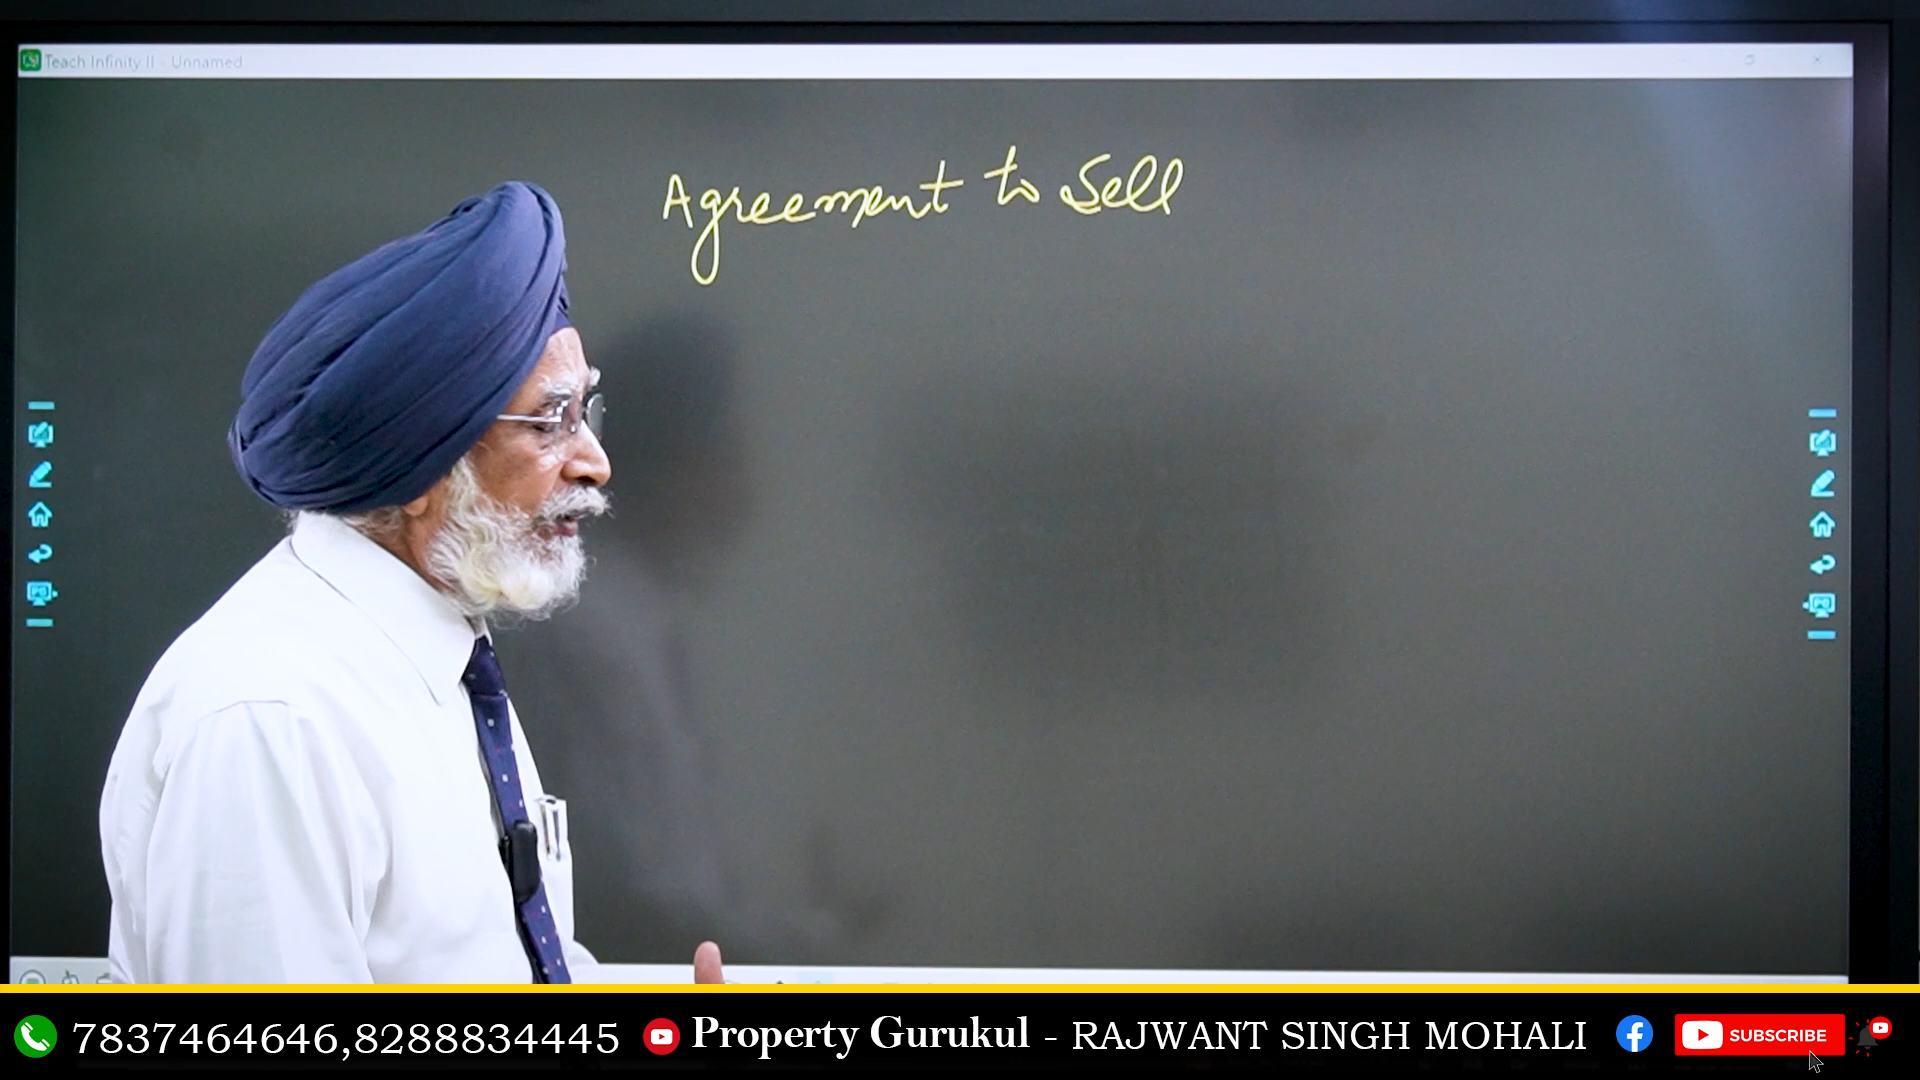 Teach Infinity II - Unnamed
Agreement to Sell
7837464646,8288834445 Property Gurukul - RAJWANT SINGH MOHALI SUBSCRIBE